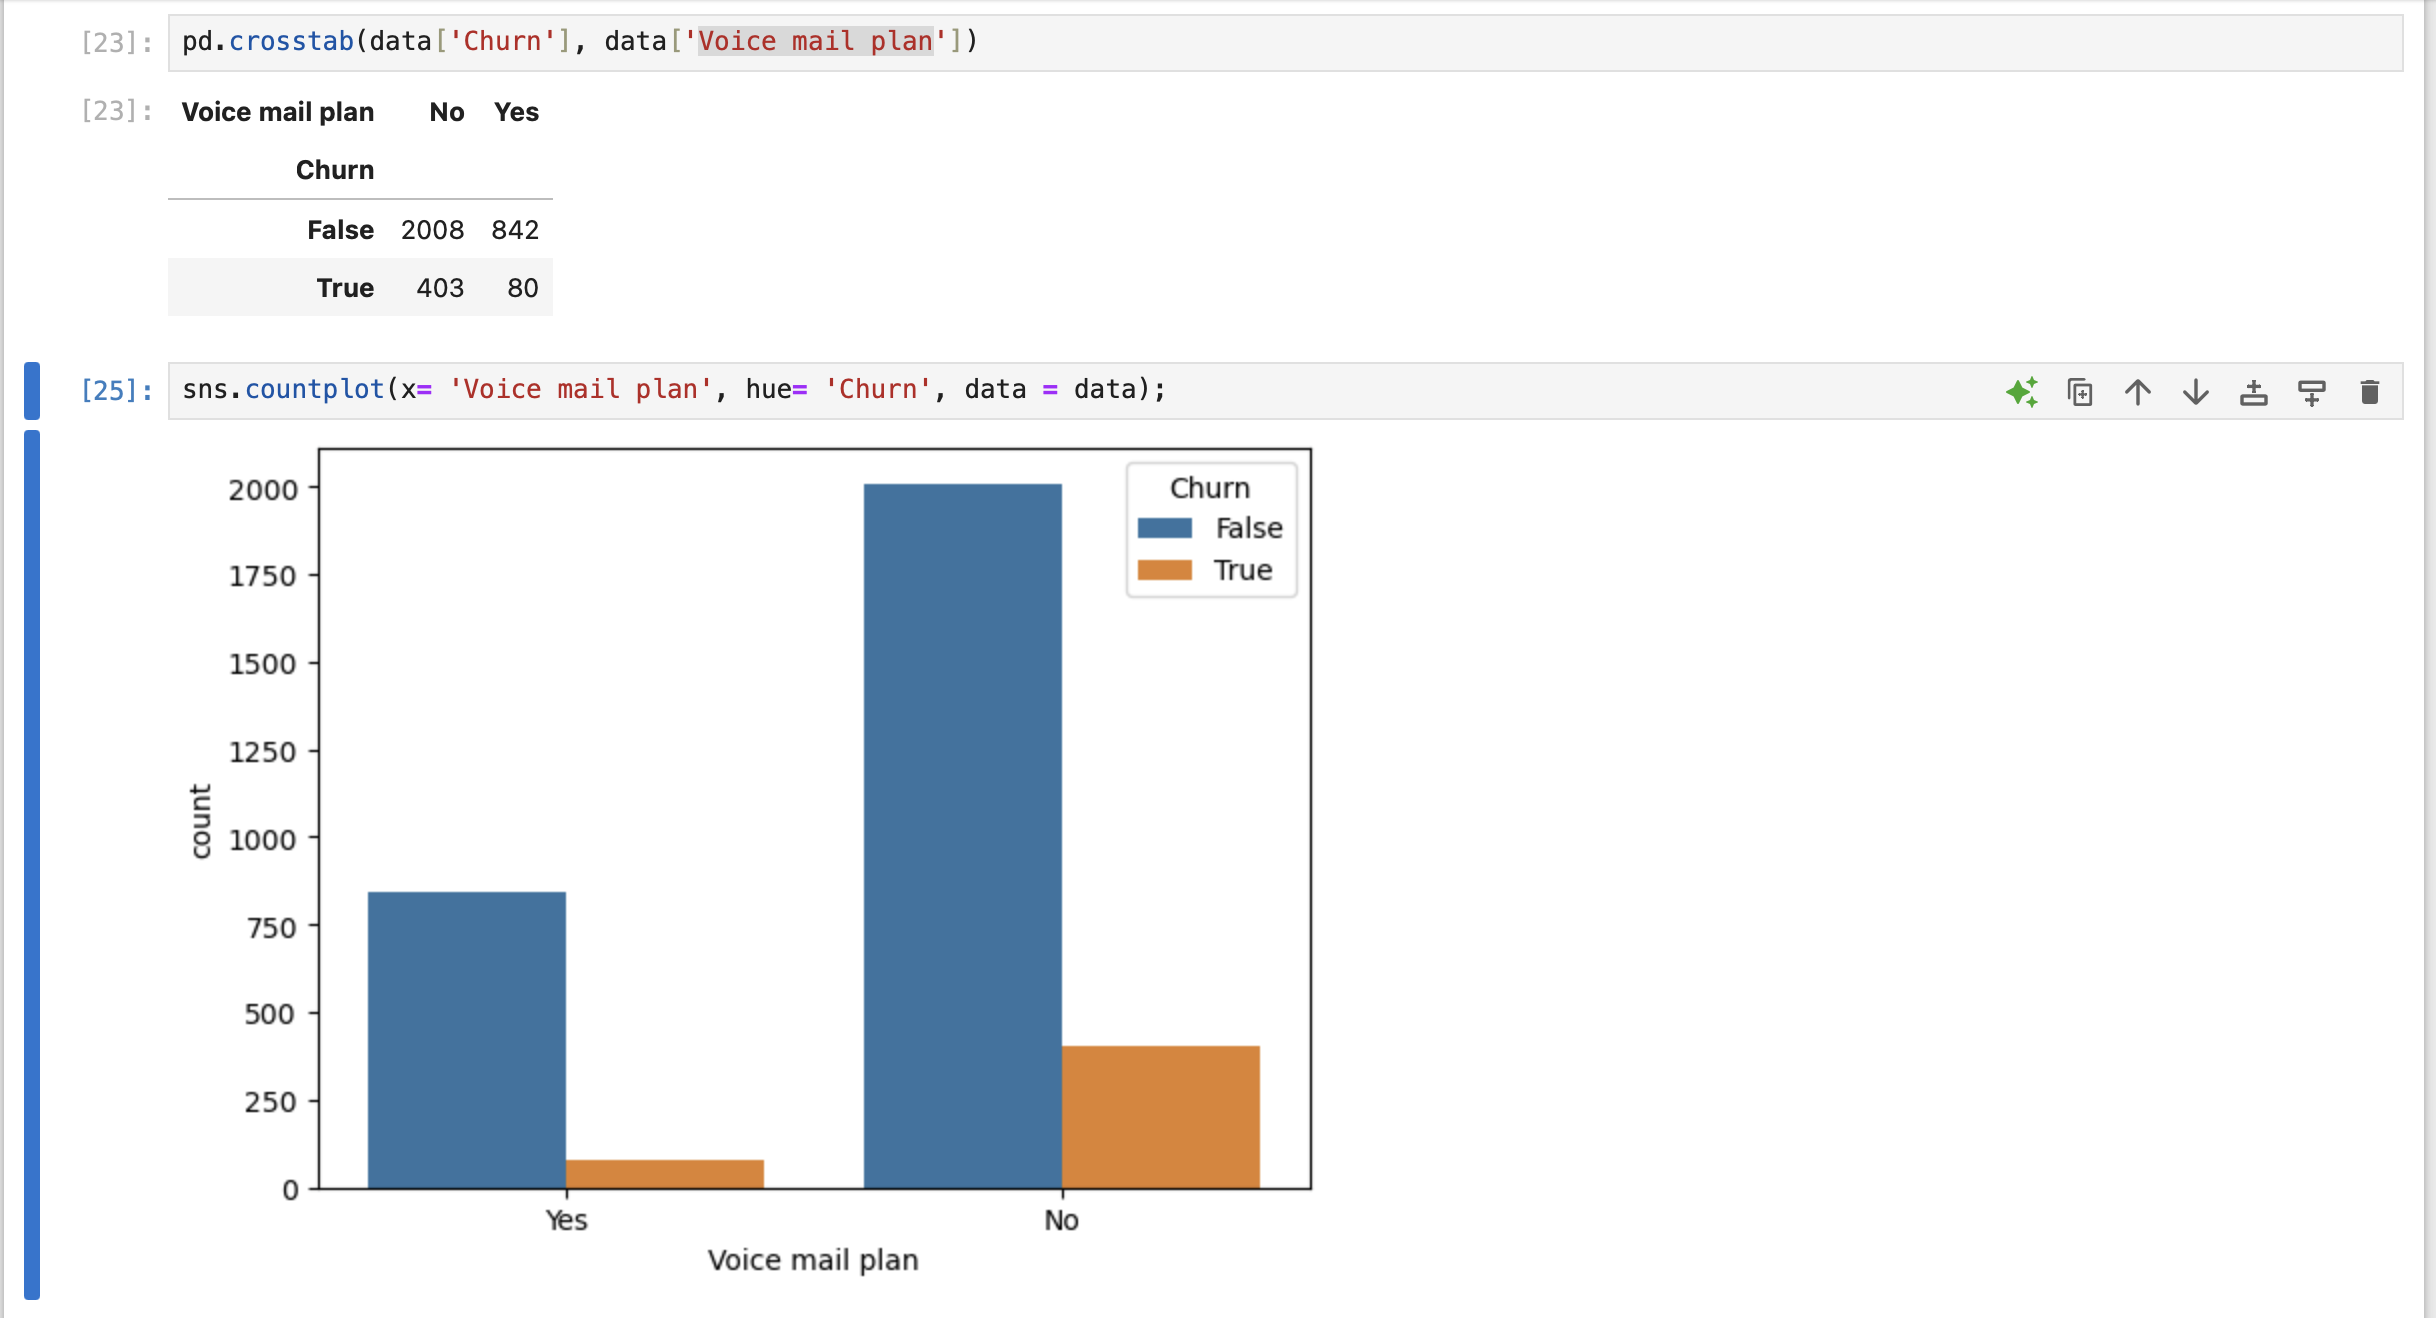 [23]: pd.crosstab(data['Churn'], data['Voice mail plan'])
[23]: Voice mail plan No Yes
Churn
False 2008 842
True 403 80
[25]: sns.countplot(x= 'Voice mail plan', hue= 'Churn', data = data);
Churn
False
True
2000
1750
1500
1250
1000
750
500
250
0
count
Yes No
Voice mail plan